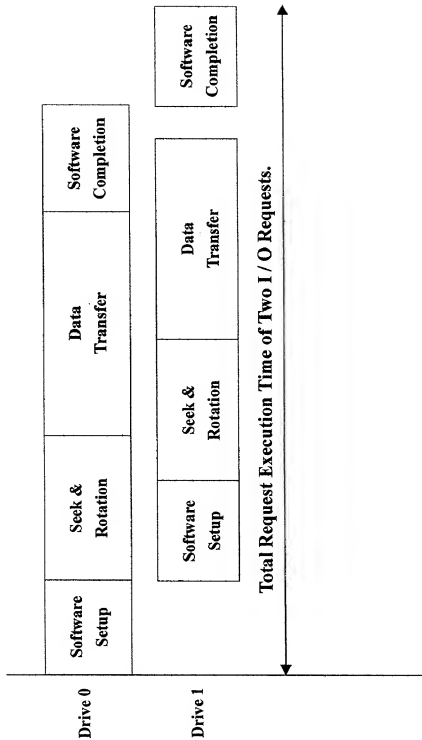 Drive 0
Software
Setup
Seek &
Rotation
Data
Transfer
Software
Completion
Drive 1
Software
Setup
Seek &
Rotation
Data
Transfer
Software
Completion
Total Request Execution Time of Two I / O Requests.